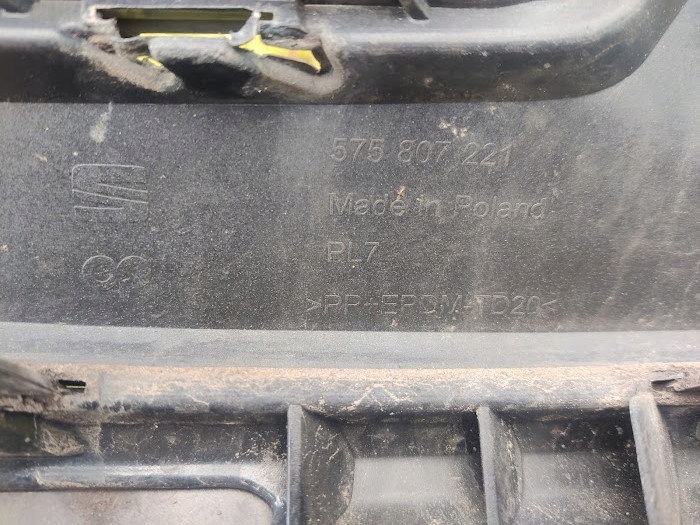 575 807 221
Made in Poland
PL7
>PP+EPDM-TD20<